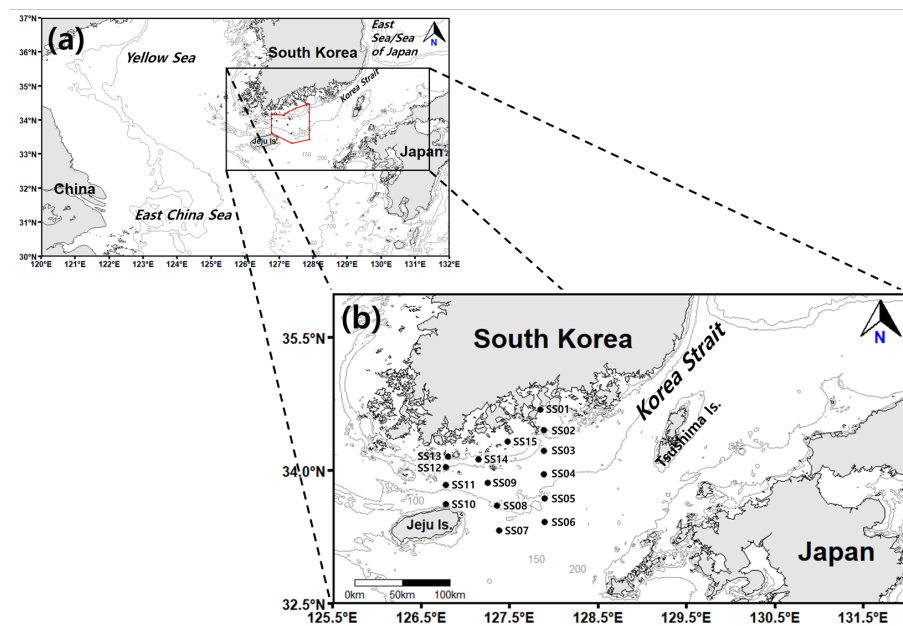 (a)
37°N
36°N
35°N
34°N
33°N
32°N
31°N
30°N
120°E 121°E 122°E 123°E 124°E 125°E 126°E 127°E 128°E 129°E 130°E 131°E 132°E
Yellow Sea
South Korea
East
Sea/Sea
of Japan
N
Korea Strait
Jeju Is.
150
200
Japan
China
East China Sea
(b)
35.5°N
34.0°N
32.5°N
125.5°E 126.5°E 127.5°E 128.5°E 129.5°E 130.5°E 131.5°E
South Korea
Korea Strait
N
Tsushima Is.
SS01
SS02
SS15
SS03
SS13
SS14
SS12
SS04
SS11
SS09
SS05
SS10
SS08
SS06
SS07
100
Jeju Is.
150
200
Japan
0km 50km 100km